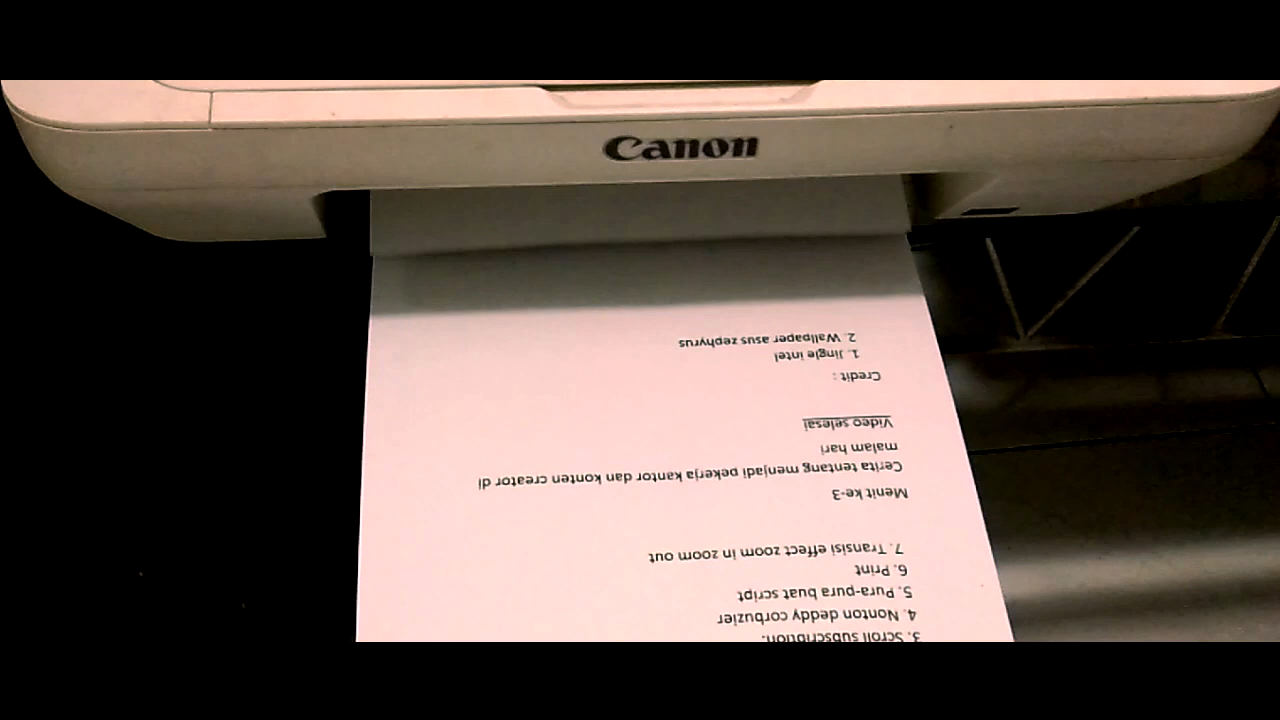 Canon
3. Scroll subscription.
4. Nonton deddy corbuzier
5. Pura-pura buat script
6. Print
7. Transisi effect zoom in zoom out
Menit ke-3
Cerita tentang menjadi pekerja kantor dan konten creator di
malam hari
Video selesai
Credit :
1. Jingle intel
2. Wallpaper asus zephyrus